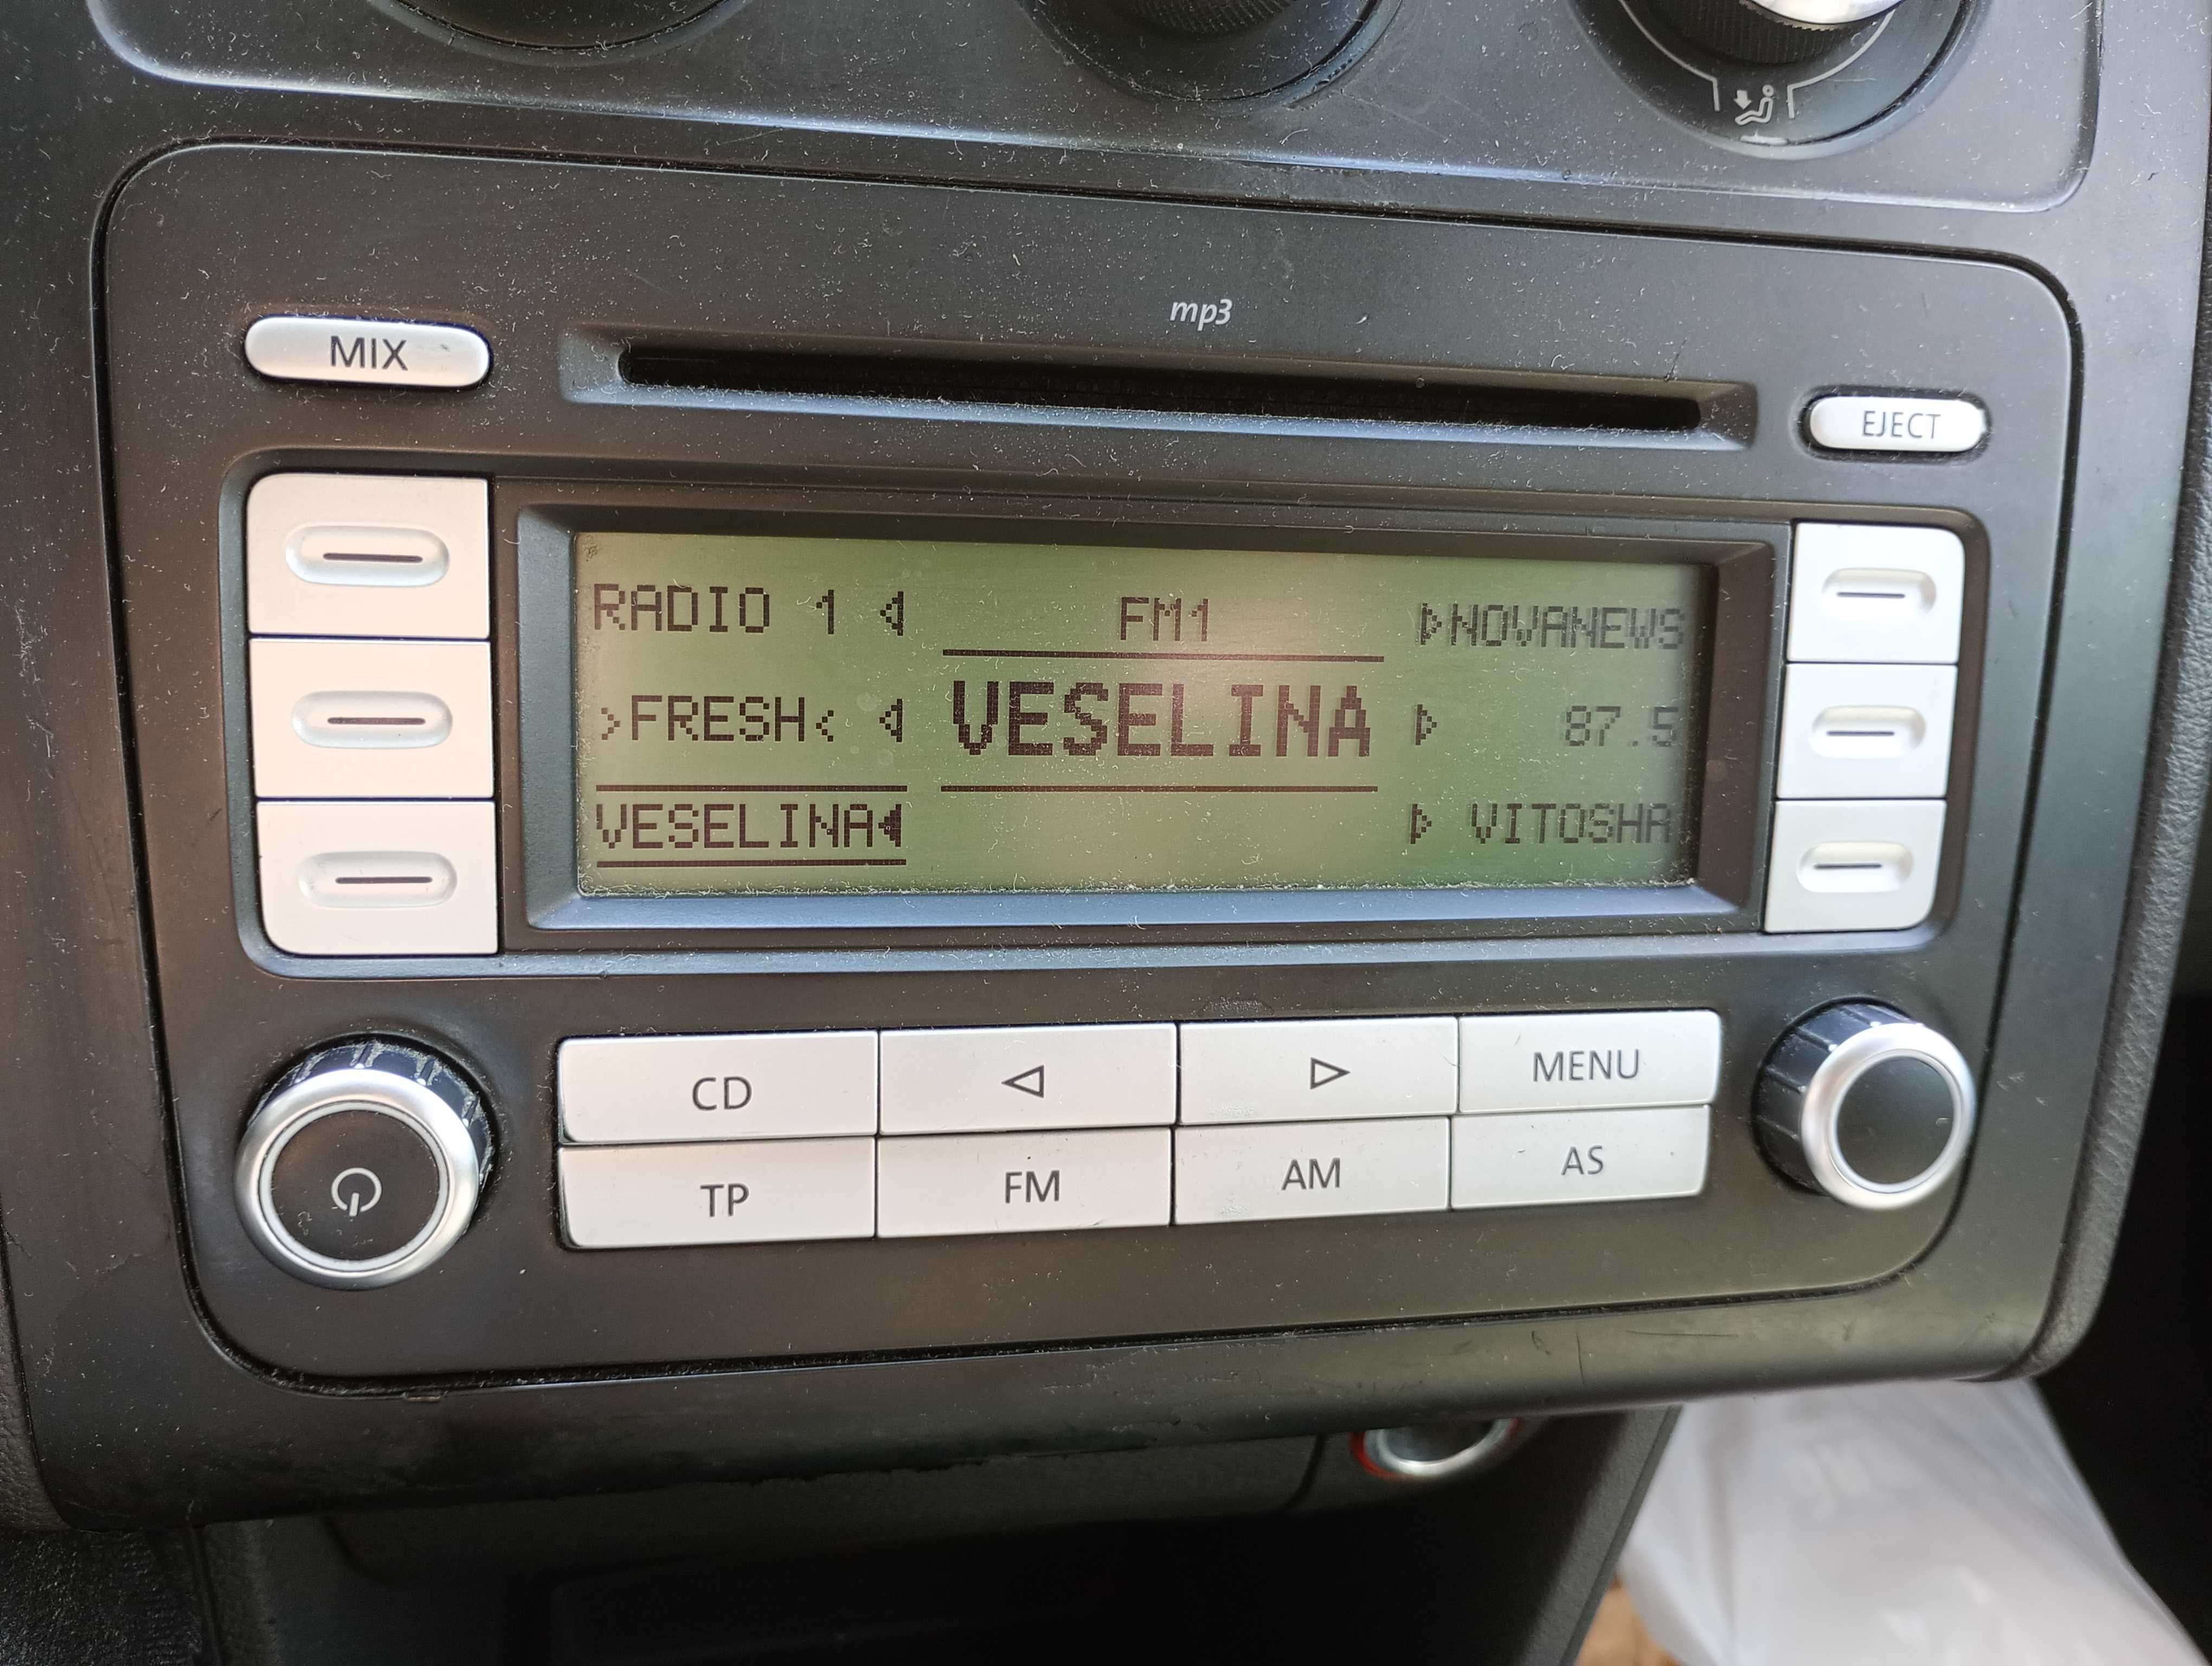 mp3
MIX
EJECT
RADIO 1
FM1
NOVANEWS
>FRESH<
VESELINA
87.5
VESELINA
VITOSHA
CD
MENU
TP
FM
AM
AS